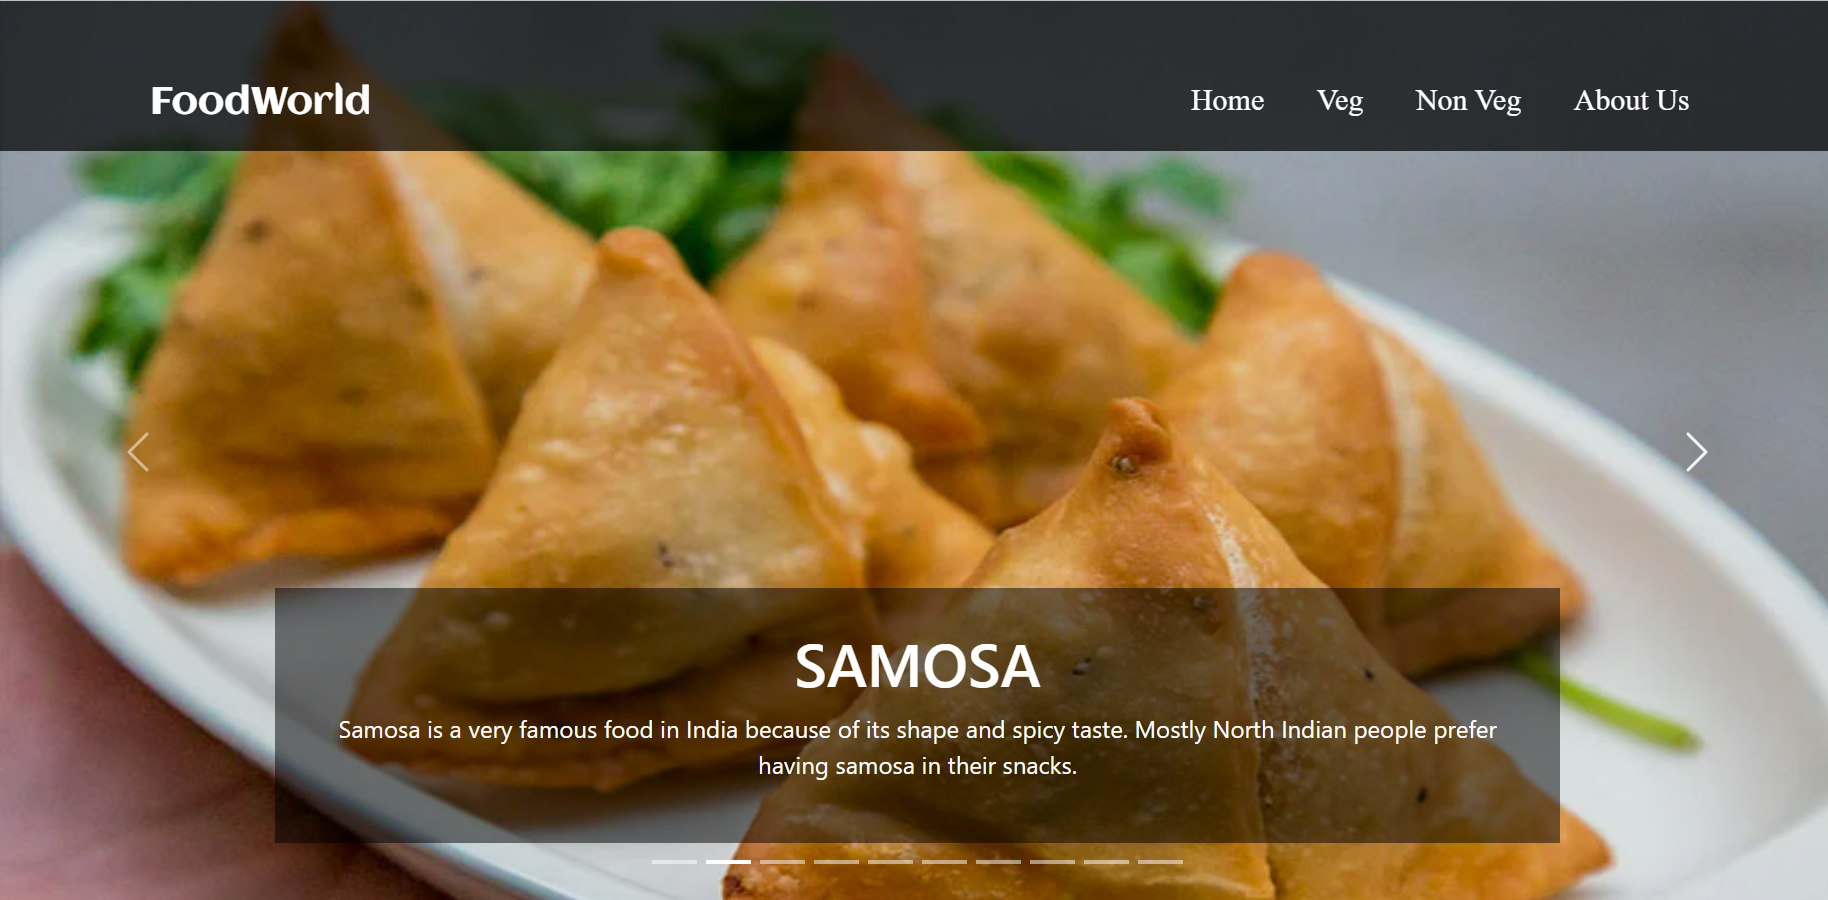 FoodWorld
Home Veg Non Veg About Us
SAMOSA
Samosa is a very famous food in India because of its shape and spicy taste. Mostly North Indian people prefer
having samosa in their snacks.